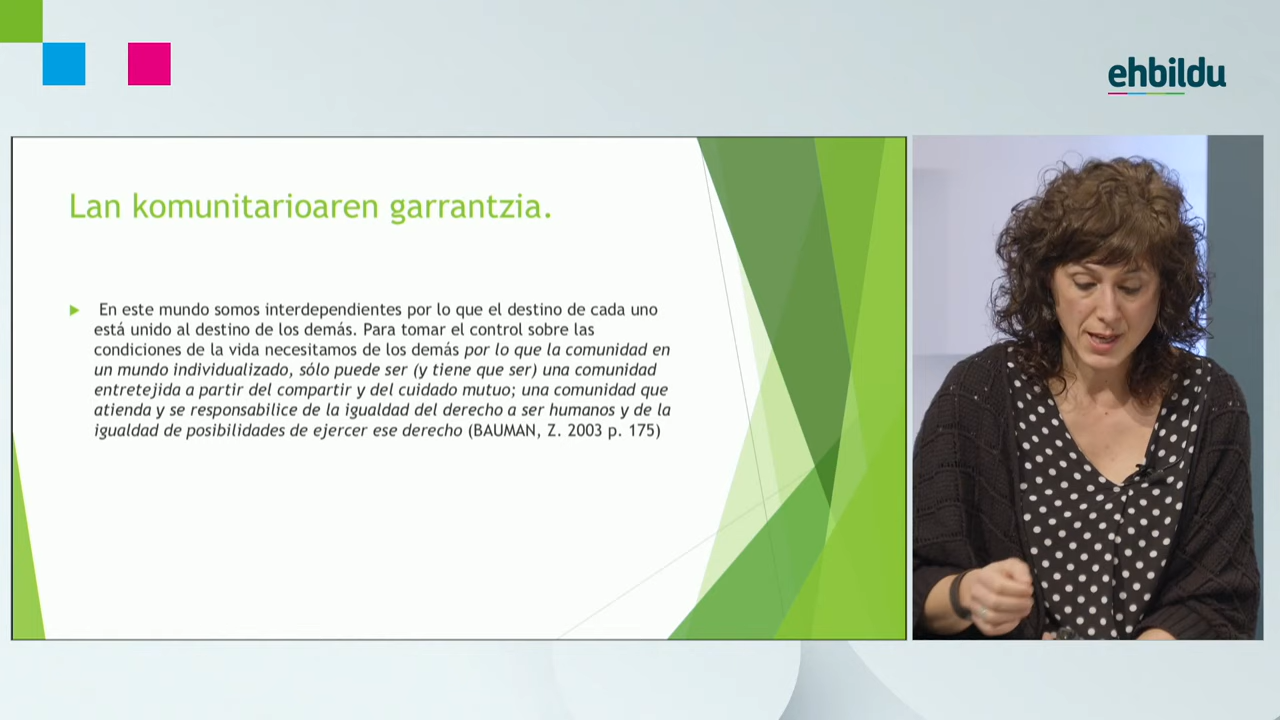 ehbildu
Lan komunitarioaren garrantzia.
En este mundo somos interdependientes por lo que el destino de cada uno
está unido al destino de los demás. Para tomar el control sobre las
condiciones de la vida necesitamos de los demás por lo que la comunidad en
un mundo individualizado, sólo puede ser (y tiene que ser) una comunidad
entretejida a partir del compartir y del cuidado mutuo; una comunidad que
atienda y se responsabilice de la igualdad del derecho a ser humanos y de la
igualdad de posibilidades de ejercer ese derecho (BAUMAN, Z. 2003 p. 175)